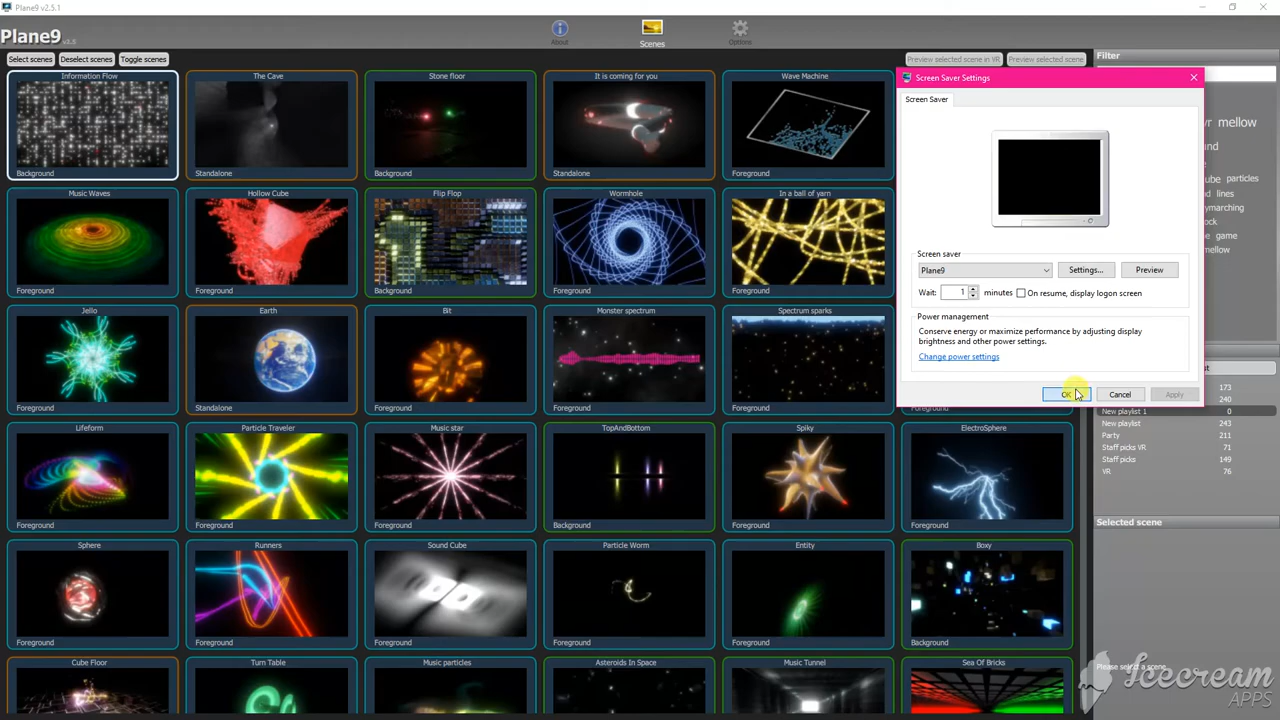 Plane9 v2.5.1
Plane9
About
Scenes
Options
Select scenes
Deselect scenes
Toggle scenes
Preview selected scene in VR
Preview selected scene
Filter
Information Flow
Background
The Cave
Standalone
Stone floor
Background
It is coming for you
Standalone
Wave Machine
Foreground
Music Waves
Foreground
Hollow Cube
Foreground
Flip Flop
Background
Wormhole
Foreground
In a ball of yarn
Foreground
Jello
Foreground
Earth
Standalone
Bit
Foreground
Monster spectrum
Foreground
Spectrum sparks
Foreground
Foreground
Lifeform
Foreground
Particle Traveler
Foreground
Music star
Foreground
TopAndBottom
Background
Spiky
Foreground
ElectroSphere
Foreground
Sphere
Foreground
Runners
Foreground
Sound Cube
Foreground
Particle Worm
Foreground
Entity
Foreground
Boxy
Background
Cube Floor
Turn Table
Music particles
Asteroids In Space
Music Tunnel
Sea Of Bricks
Screen Saver Settings
Screen Saver
Screen saver
Plane9
Settings...
Preview
Wait:
1
minutes
On resume, display logon screen
Power management
Conserve energy or maximize performance by adjusting display
brightness and other power settings.
Change power settings
OK
Cancel
Apply
mellow
particles
lines
game
mellow
173
240
New playlist 1 0
New playlist 243
Party 211
Staff picks VR 71
Staff picks 149
VR 76
Selected scene
Please select a scene
Icecream
APPS